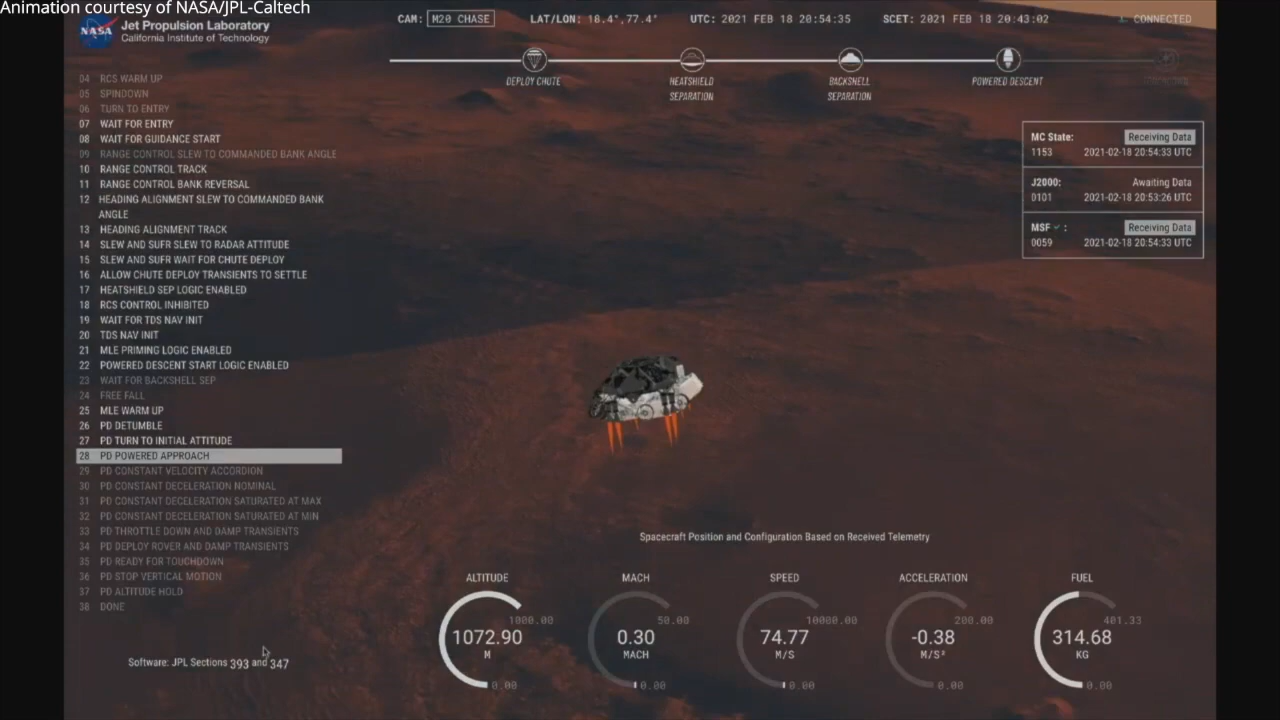 Animation courtesy of NASA/JPL-Caltech
NASA
Jet Propulsion Laboratory
California Institute of Technology
CAM: M20 CHASE LAT/LON: 18.4°,77.4° UTC: 2021 FEB 18 20:54:35 SCET: 2021 FEB 18 20:43:02 CONNECTED
DEPLOY CHUTE
HEATSHIELD
SEPARATION
BACKSHELL
SEPARATION
POWERED DESCENT
04 RCS WARM UP
05 SPINDOWN
06 TURN TO ENTRY
07 WAIT FOR ENTRY
08 WAIT FOR GUIDANCE START
09 RANGE CONTROL SLEW TO COMMANDED BANK ANGLE
10 RANGE CONTROL TRACK
11 RANGE CONTROL BANK REVERSAL
12 HEADING ALIGNMENT SLEW TO COMMANDED BANK
ANGLE
13 HEADING ALIGNMENT TRACK
14 SLEW AND SUFR SLEW TO RADAR ATTITUDE
15 SLEW AND SUFR WAIT FOR CHUTE DEPLOY
16 ALLOW CHUTE DEPLOY TRANSIENTS TO SETTLE
17 HEATSHIELD SEP LOGIC ENABLED
18 RCS CONTROL INHIBITED
19 WAIT FOR TDS NAV INIT
20 TDS NAV INIT
21 MLE PRIMING LOGIC ENABLED
22 POWERED DESCENT START LOGIC ENABLED
23 WAIT FOR BACKSHELL SEP
24 FREE FALL
25 MLE WARM UP
26 PD DETUMBLE
27 PD TURN TO INITIAL ATTITUDE
28 PD POWERED APPROACH
29 PD CONSTANT VELOCITY ACCORDION
30 PD CONSTANT DECELERATION NOMINAL
31 PD CONSTANT DECELERATION SATURATED AT MAX
32 PD CONSTANT DECELERATION SATURATED AT MIN
33 PD THROTTLE DOWN AND DAMP TRANSIENTS
34 PD DEPLOY ROVER AND DAMP TRANSIENTS
35 PD READY FOR TOUCHDOWN
36 PD STOP VERTICAL MOTION
37 PD ALTITUDE HOLD
38 DONE
Software: JPL Sections 393 and 347
MC State: Receiving Data
1153 2021-02-18 20:54:33 UTC
J2000: Awaiting Data
0101 2021-02-18 20:53:26 UTC
MSF ✓ : Receiving Data
0059 2021-02-18 20:54:33 UTC
Spacecraft Position and Configuration Based on Received Telemetry
ALTITUDE
1000.00
1072.90
M
0.00
MACH
50.00
0.30
MACH
0.00
SPEED
10000.00
74.77
M/S
0.00
ACCELERATION
200.00
-0.38
M/S²
0.00
FUEL
401.33
314.68
KG
0.00